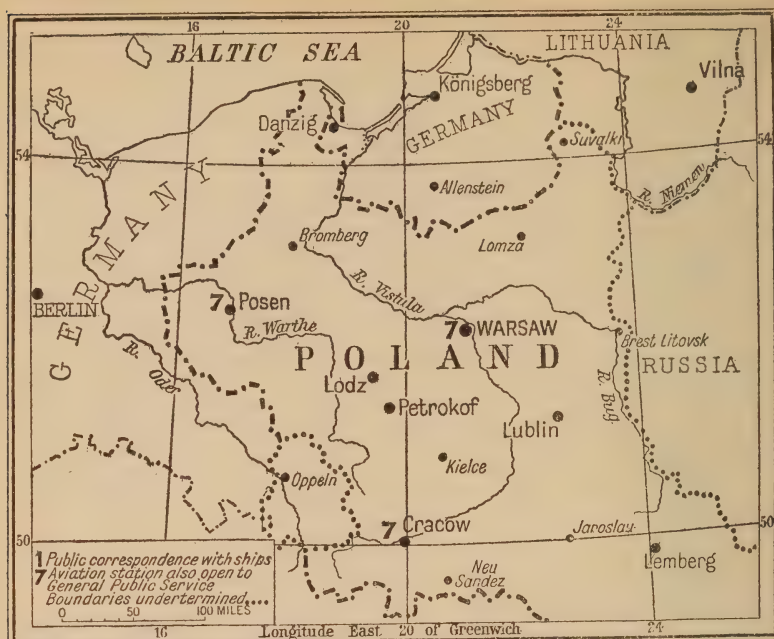 16
20
24
BALTIC SEA
LITHUANIA
Vilna
Königsberg
Danzig
GERMANY
Suvalki
54
54
R. Niemen
Allenstein
Bromberg
Lomza
GERMANY
R. Vistula
BERLIN
7 Posen
R. Warthe
7 WARSAW
Brest Litovsk
POLAND
RUSSIA
R. Oder
Lodz
R. Bug
Petrokof
Lublin
Kielce
Oppeln
7 Cracow
Jaroslav
50
50
Lemberg
1 Public correspondence with ships
7 Aviation station also open to
General Public Service
Boundaries undertermined....
0 50 100 MILES
Neu
Sandez
16
Longitude East of Greenwich
20
24